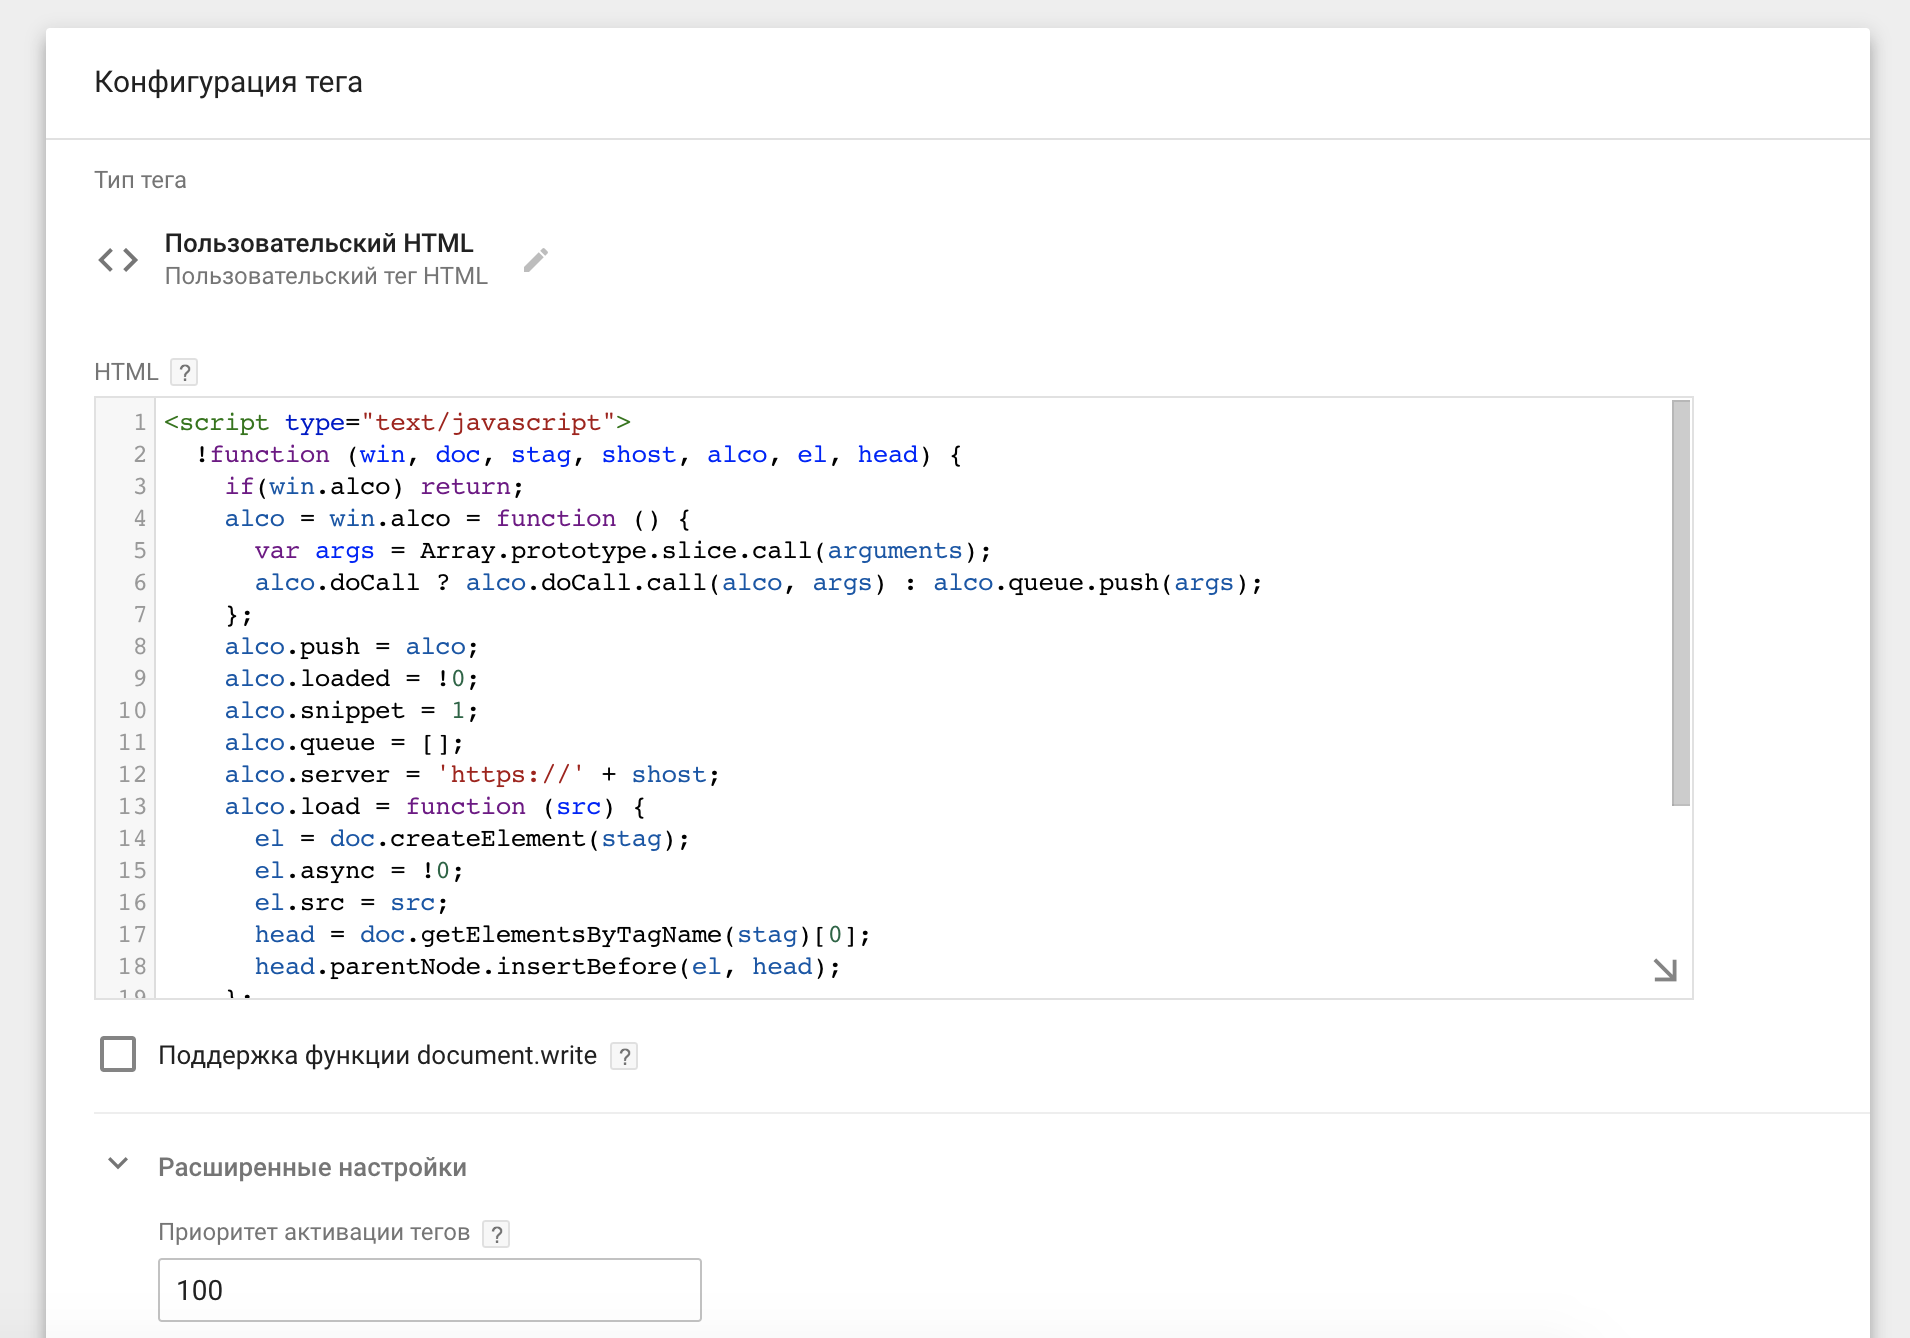 Конфигурация тега
Тип тега
Пользовательский HTML
Пользовательский тег HTML
HTML ?
1 <script type="text/javascript">
2   !function (win, doc, stag, shost, alco, el, head) {
3     if(win.alco) return;
4     alco = win.alco = function () {
5       var args = Array.prototype.slice.call(arguments);
6       alco.doCall ? alco.doCall.call(alco, args) : alco.queue.push(args);
7     };
8     alco.push = alco;
9     alco.loaded = !0;
10     alco.snippet = 1;
11     alco.queue = [];
12     alco.server = 'https://' + shost;
13     alco.load = function (src) {
14       el = doc.createElement(stag);
15       el.async = !0;
16       el.src = src;
17       head = doc.getElementsByTagName(stag)[0];
18       head.parentNode.insertBefore(el, head);
19     };
Поддержка функции document.write ?
Расширенные настройки
Приоритет активации тегов ?
100